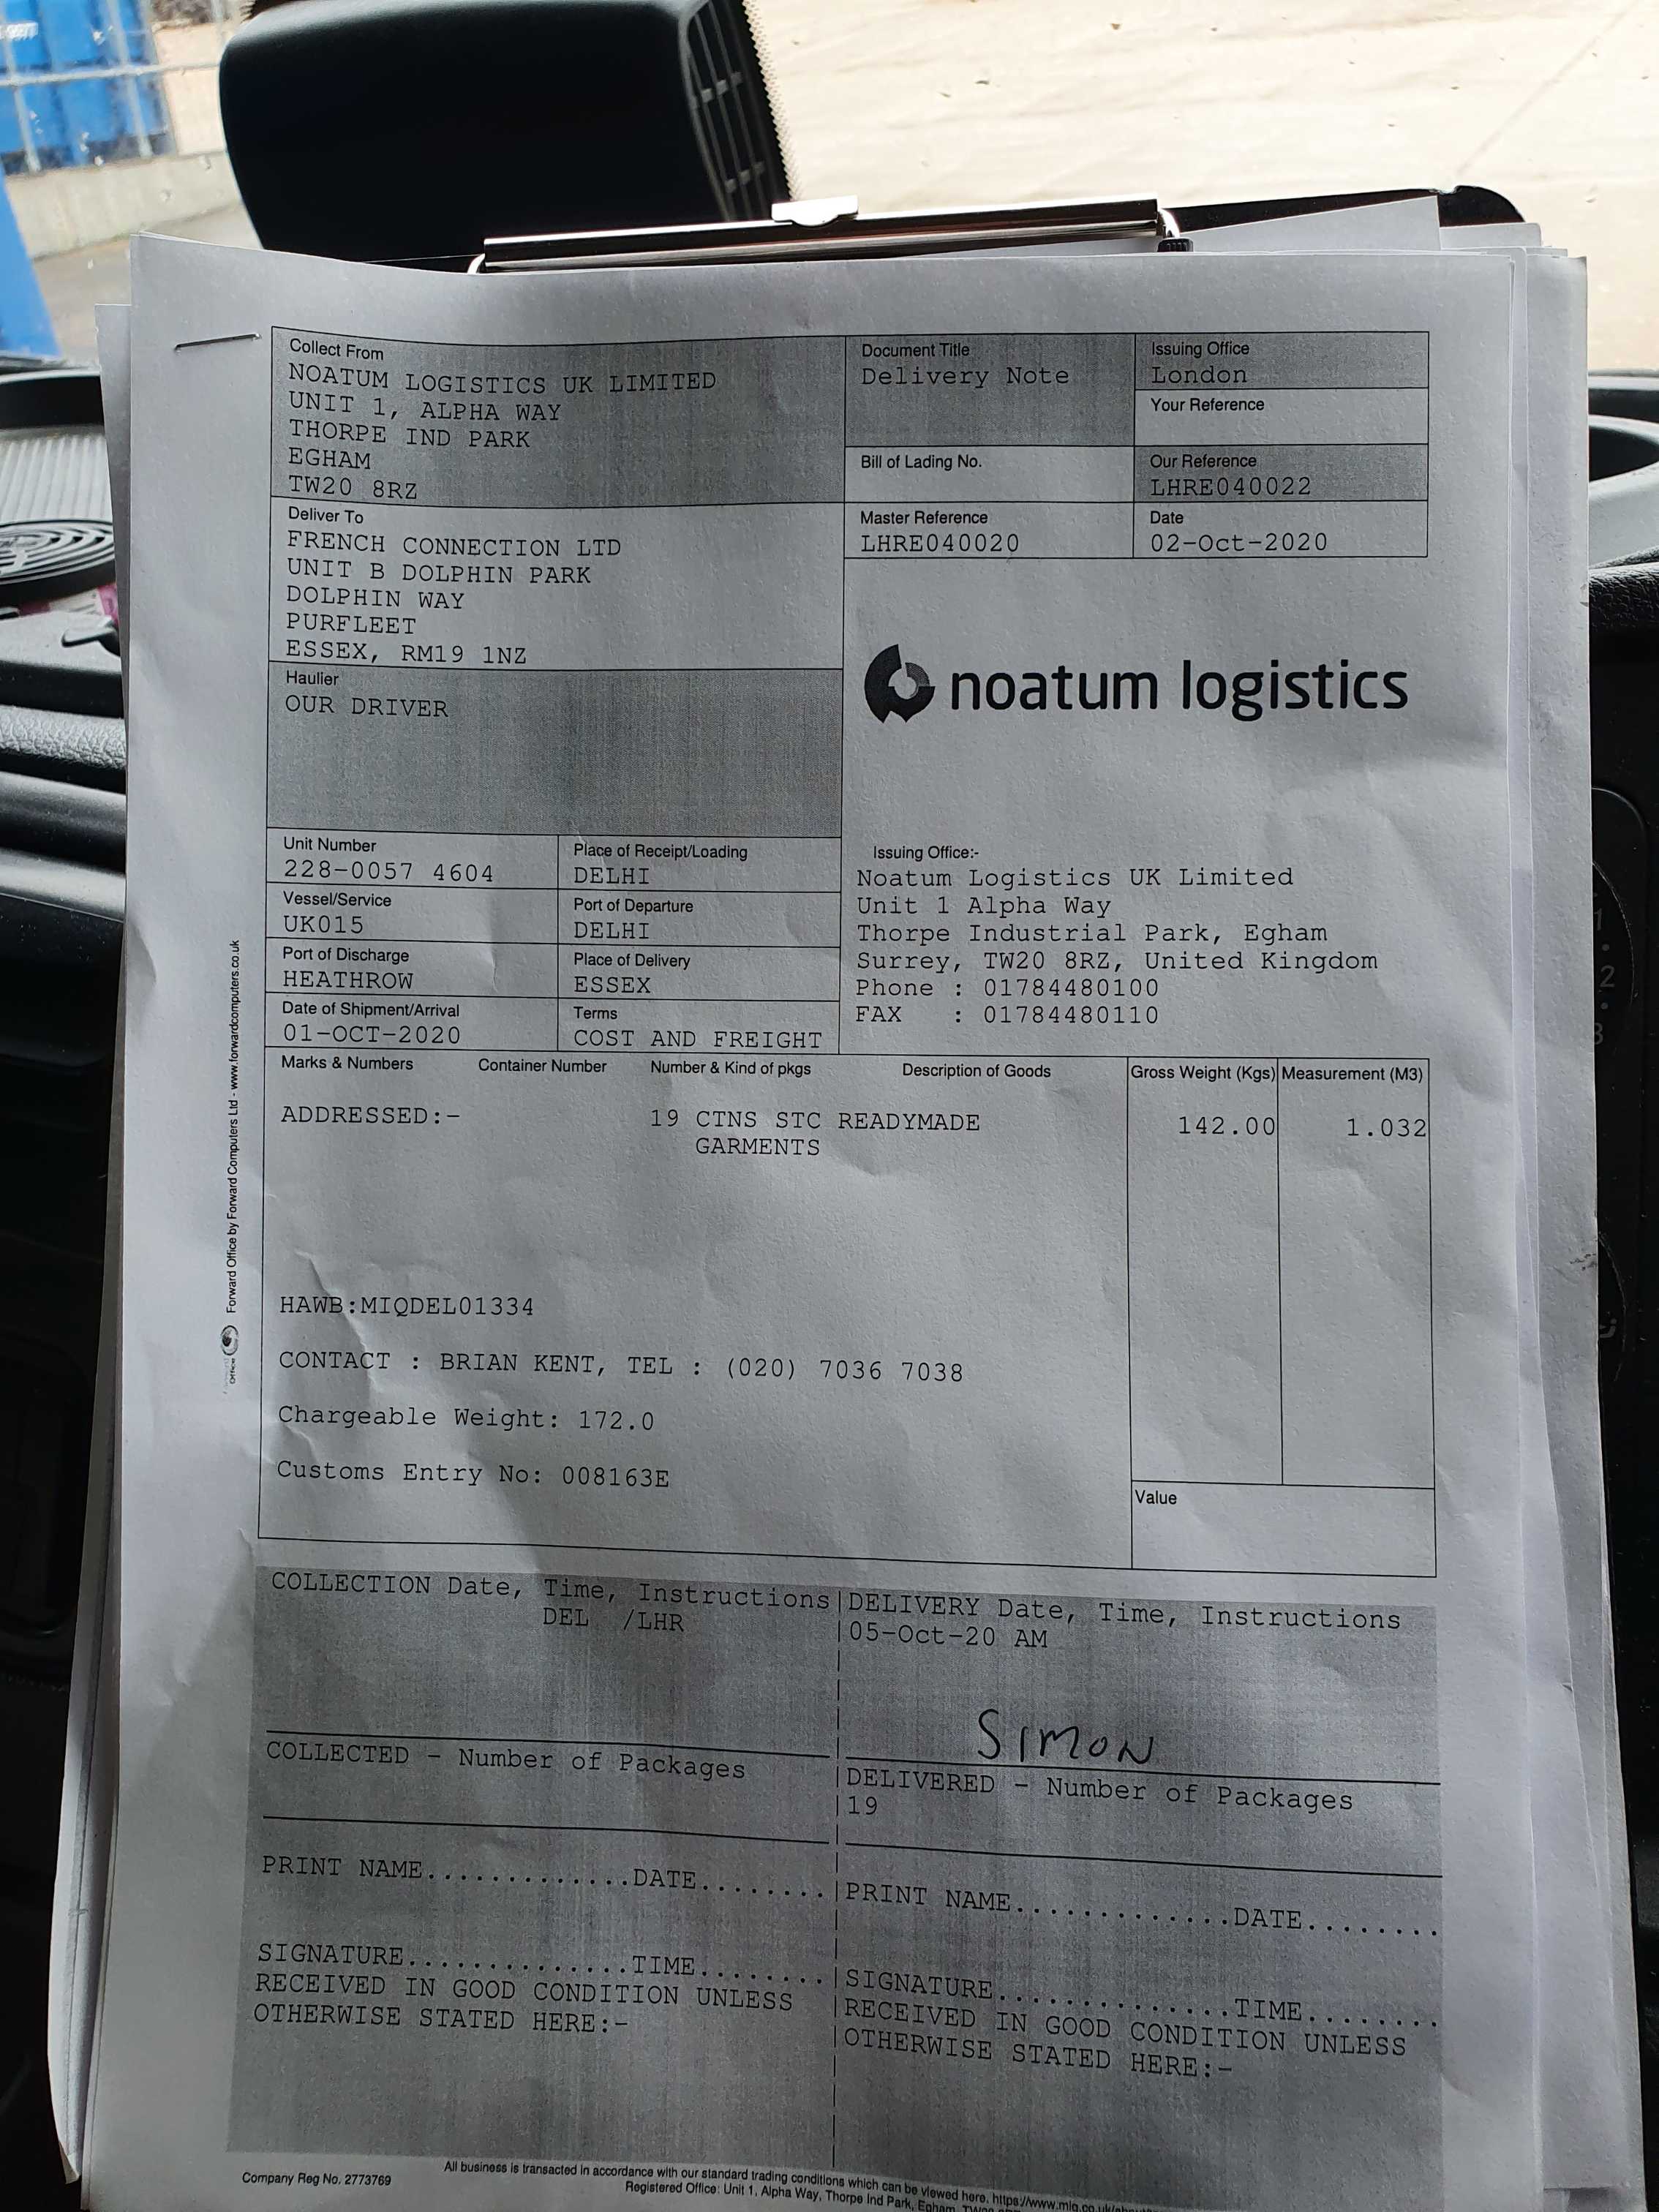 Collect From
NOATUM LOGISTICS UK LIMITED
UNIT 1, ALPHA WAY
THORPE IND PARK
EGHAM
TW20 8RZ
Document Title
Delivery Note
Issuing Office
London
Your Reference
Bill of Lading No.
Our Reference
LHRE040022
Deliver To
FRENCH CONNECTION LTD
UNIT B DOLPHIN PARK
DOLPHIN WAY
PURFLEET
ESSEX, RM19 1NZ
Master Reference
LHRE040020
Date
02-Oct-2020
noatum logistics
Haulier
OUR DRIVER
Unit Number
228-0057 4604
Place of Receipt/Loading
DELHI
Vessel/Service
UK015
Port of Departure
DELHI
Port of Discharge
HEATHROW
Place of Delivery
ESSEX
Date of Shipment/Arrival
01-OCT-2020
Terms
COST AND FREIGHT
Issuing Office:-
Noatum Logistics UK Limited
Unit 1 Alpha Way
Thorpe Industrial Park, Egham
Surrey, TW20 8RZ, United Kingdom
Phone : 01784480100
FAX : 01784480110
Marks & Numbers Container Number Number & Kind of pkgs Description of Goods Gross Weight (Kgs) Measurement (M3)
ADDRESSED:- 19 CTNS STC READYMADE 142.00 1.032
GARMENTS
HAWB:MIQDEL01334
CONTACT : BRIAN KENT, TEL : (020) 7036 7038
Chargeable Weight: 172.0
Customs Entry No: 008163E
Value
Forward Office by Forward Computers Ltd - www.forwardcomputers.co.uk
COLLECTION Date, Time, Instructions
DEL /LHR
DELIVERY Date, Time, Instructions
05-Oct-20 AM
SIMON
COLLECTED - Number of Packages
DELIVERED - Number of Packages
19
PRINT NAME.............DATE........
SIGNATURE..............TIME........
RECEIVED IN GOOD CONDITION UNLESS
OTHERWISE STATED HERE:-
PRINT NAME.............DATE........
SIGNATURE..............TIME........
RECEIVED IN GOOD CONDITION UNLESS
OTHERWISE STATED HERE:-
Company Reg No. 2773769
All business is transacted in accordance with our standard trading conditions which can be viewed here.
Registered Office: Unit 1, Alpha Way, Thorpe Ind Park, Egham,